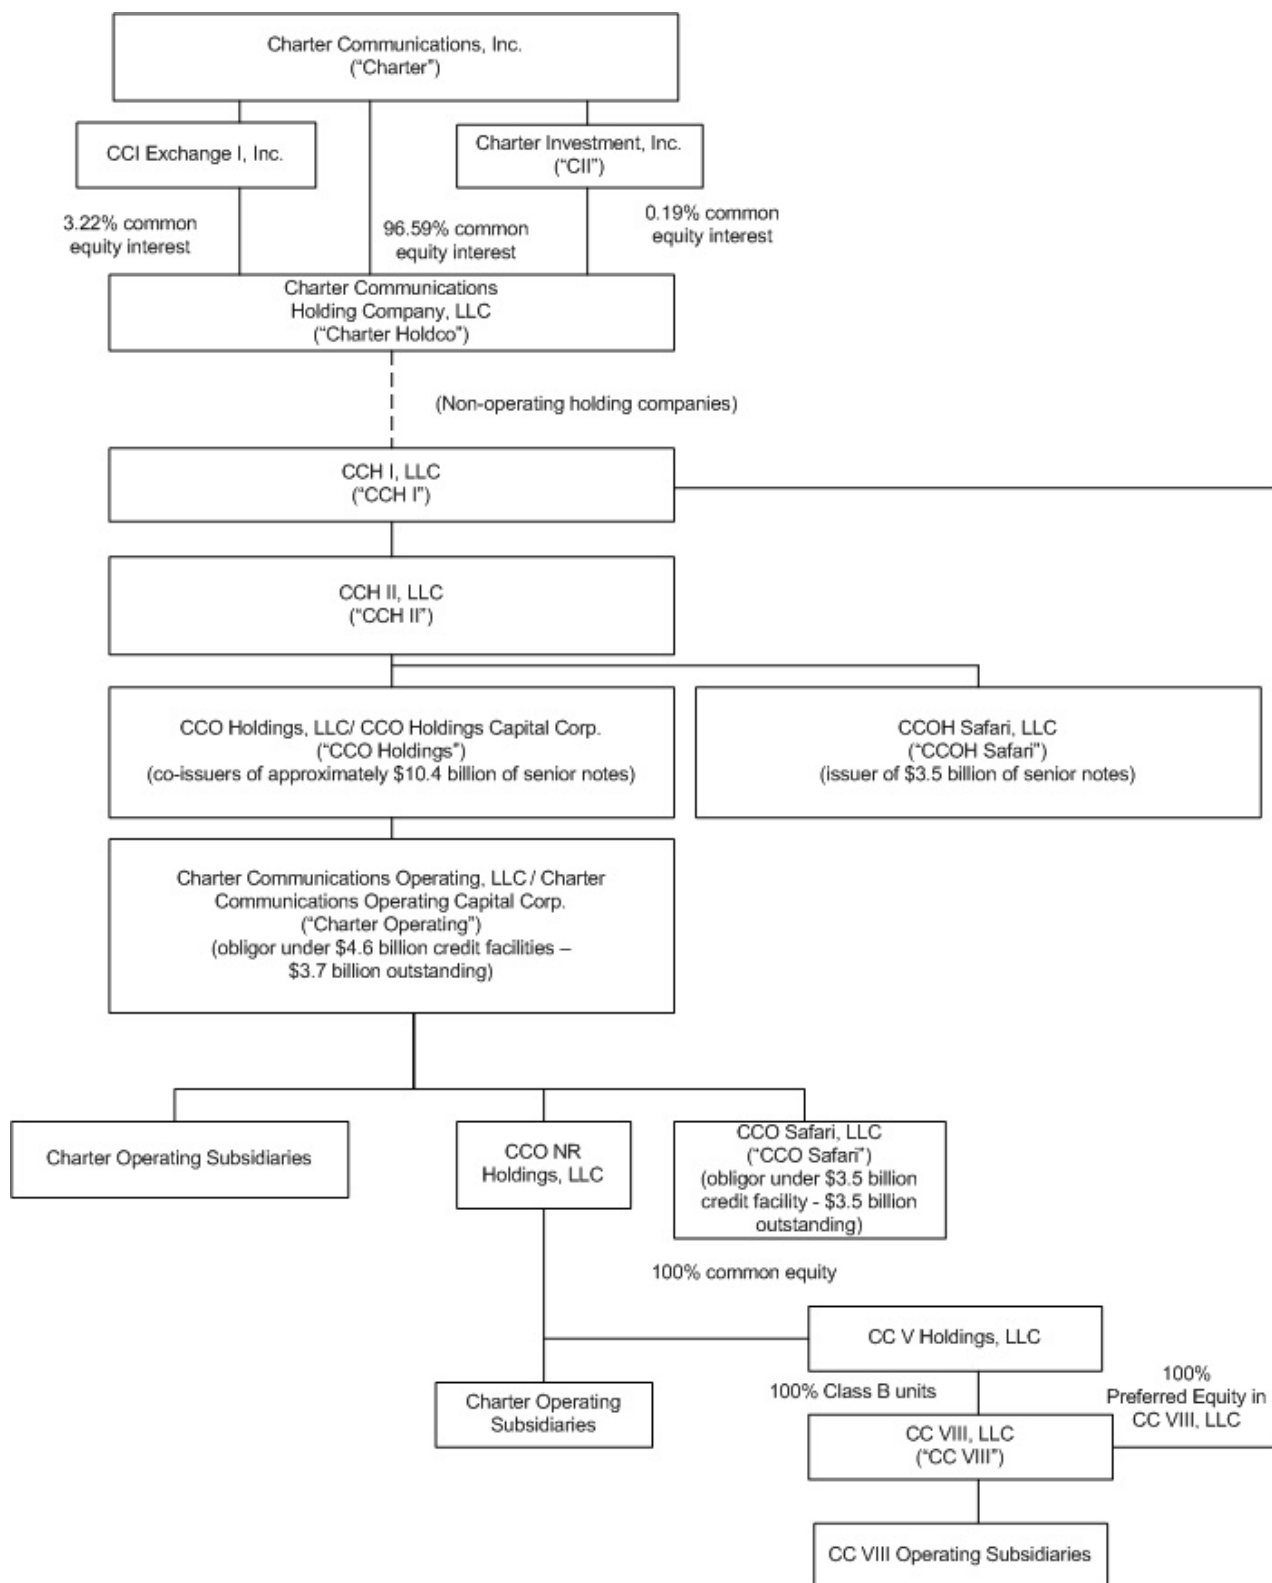 Charter Communications, Inc.
(“Charter”)
CCI Exchange I, Inc.
Charter Investment, Inc.
(“CII”)
3.22% common
equity interest
96.59% common
equity interest
0.19% common
equity interest
Charter Communications
Holding Company, LLC
(“Charter Holdco”)
(Non-operating holding companies)
CCH I, LLC
(“CCH I”)
CCH II, LLC
(“CCH II”)
CCO Holdings, LLC/ CCO Holdings Capital Corp.
(“CCO Holdings”)
(co-issuers of approximately $10.4 billion of senior notes)
CCOH Safari, LLC
(“CCOH Safari”)
(issuer of $3.5 billion of senior notes)
Charter Communications Operating, LLC / Charter
Communications Operating Capital Corp.
(“Charter Operating”)
(obligor under $4.6 billion credit facilities –
$3.7 billion outstanding)
Charter Operating Subsidiaries
CCO NR
Holdings, LLC
CCO Safari, LLC
(“CCO Safari”)
(obligor under $3.5 billion
credit facility - $3.5 billion
outstanding)
100% common equity
CC V Holdings, LLC
Charter Operating
Subsidiaries
100% Class B units
100%
Preferred Equity in
CC VIII, LLC
CC VIII, LLC
(“CC VIII”)
CC VIII Operating Subsidiaries